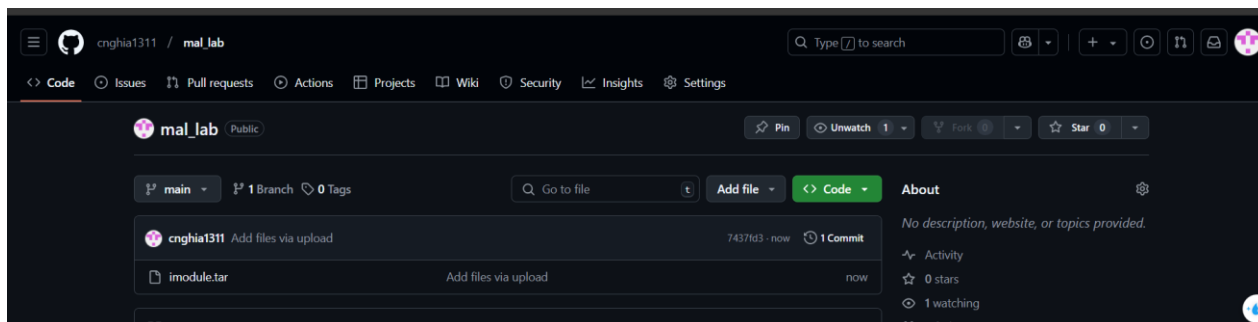 cnghia1311 / mal_lab
Type / to search
<> Code Issues Pull requests Actions Projects Wiki Security Insights Settings
mal_lab Public
Pin Unwatch 1 Fork 0 Star 0
main 1 Branch 0 Tags Go to file t Add file <> Code About
No description, website, or topics provided.
cnghia1311 Add files via upload 7437fd3 · now 1 Commit
Activity
imodule.tar Add files via upload now
0 stars
1 watching